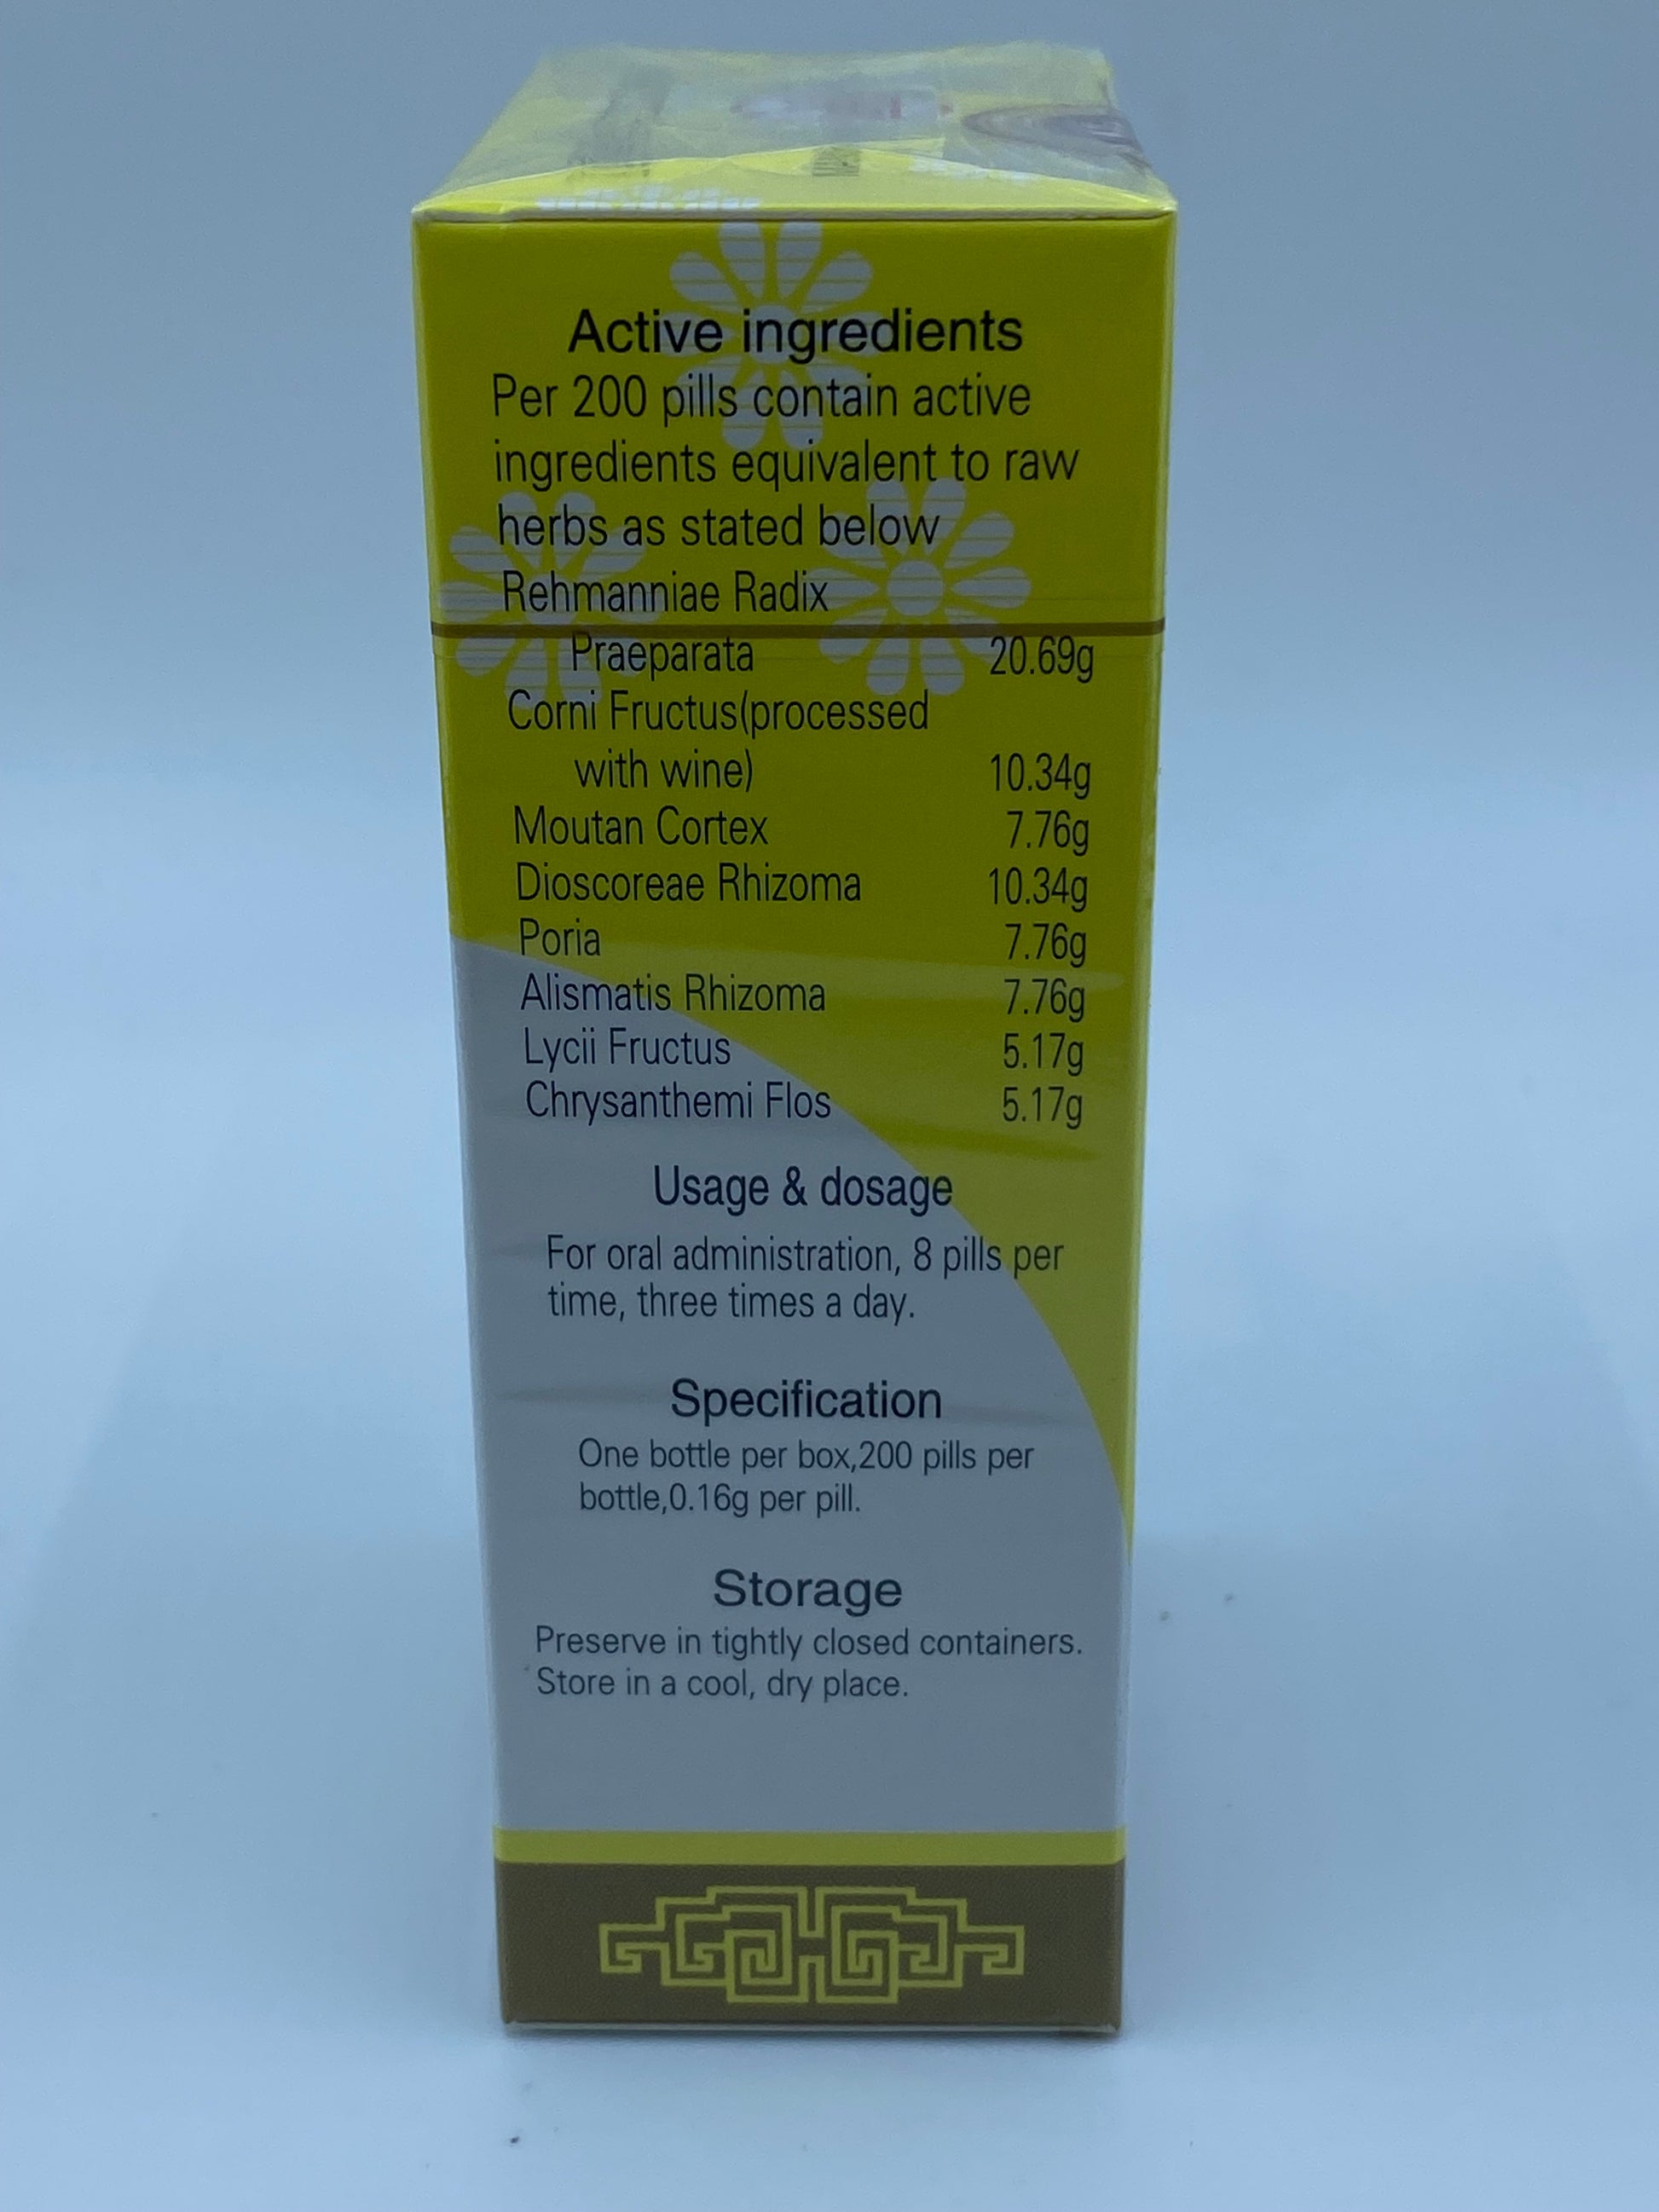 Active ingredients
Per 200 pills contain active
ingredients equivalent to raw
herbs as stated below
Rehmanniae Radix
Praeparata 20.69g
Corni Fructus(processed
with wine) 10.34g
Moutan Cortex 7.76g
Dioscoreae Rhizoma 10.34g
Poria 7.76g
Alismatis Rhizoma 7.76g
Lycii Fructus 5.17g
Chrysanthemi Flos 5.17g
Usage & dosage
For oral administration, 8 pills per
time, three times a day.
Specification
One bottle per box,200 pills per
bottle,0.16g per pill.
Storage
Preserve in tightly closed containers.
Store in a cool, dry place.